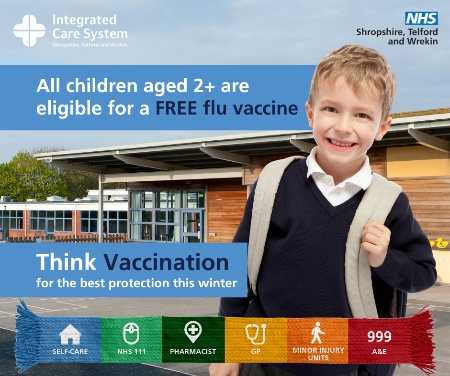 Integrated
Care System
Shropshire, Telford and Wrekin
NHS
Shropshire, Telford
and Wrekin
All children aged 2+ are
eligible for a FREE flu vaccine
Think Vaccination
for the best protection this winter
SELF-CARE
NHS 111
PHARMACIST
GP
MINOR INJURY
UNITS
999
A&E